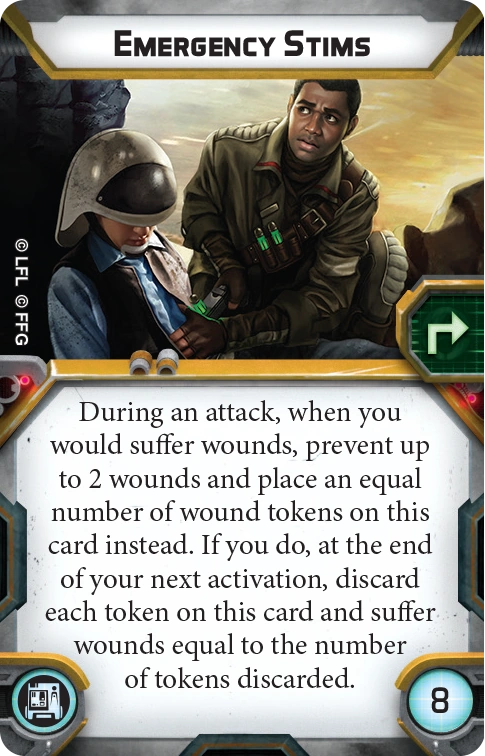 Emergency Stims
© LFL © FFG
During an attack, when you
would suffer wounds, prevent up
to 2 wounds and place an equal
number of wound tokens on this
card instead. If you do, at the end
of your next activation, discard
each token on this card and suffer
wounds equal to the number
of tokens discarded.
8